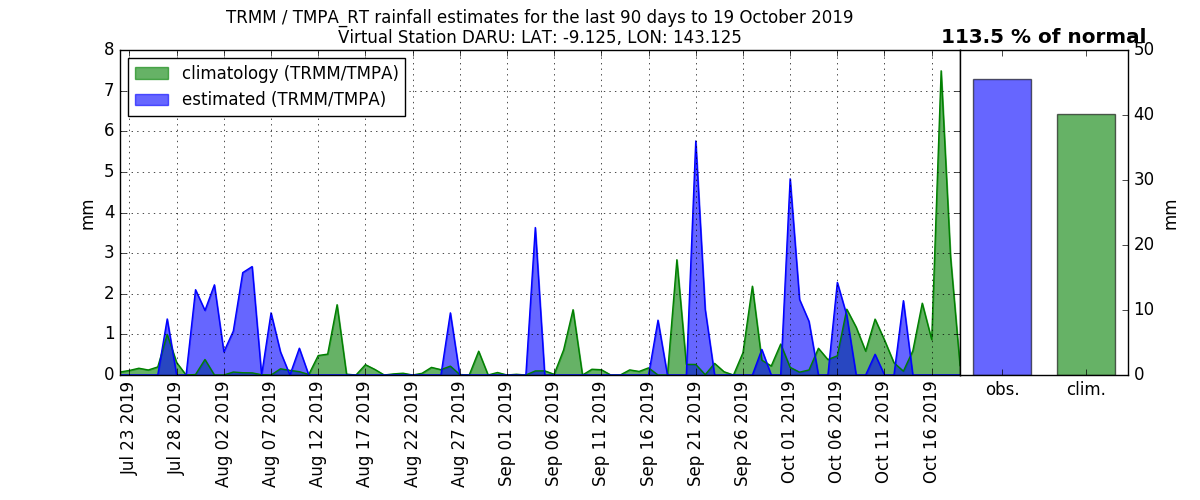 TRMM / TMPA_RT rainfall estimates for the last 90 days to 19 October 2019
Virtual Station DARU: LAT: -9.125, LON: 143.125
113.5 % of normal
climatology (TRMM/TMPA)
estimated (TRMM/TMPA)
mm
8
7
6
5
4
3
2
1
0
Jul 23 2019
Jul 28 2019
Aug 02 2019
Aug 07 2019
Aug 12 2019
Aug 17 2019
Aug 22 2019
Aug 27 2019
Sep 01 2019
Sep 06 2019
Sep 11 2019
Sep 16 2019
Sep 21 2019
Sep 26 2019
Oct 01 2019
Oct 06 2019
Oct 11 2019
Oct 16 2019
obs.
clim.
50
40
30
20
10
0
mm